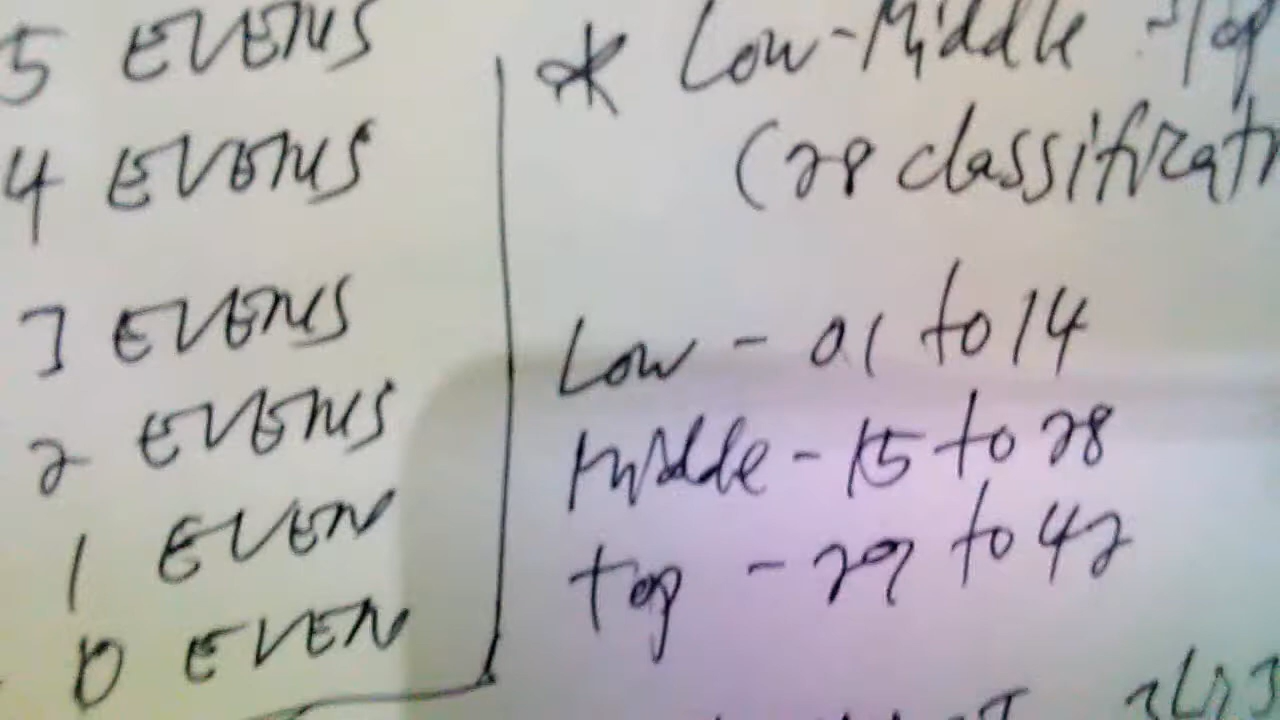 5 EVENS
4 EVENS
3 EVENS
2 EVENS
1 EVEN
0 EVEN
* Low-Middle-Top
(28 classificat
Low - 01 to 14
Middle - 15 to 28
Top - 29 to 42